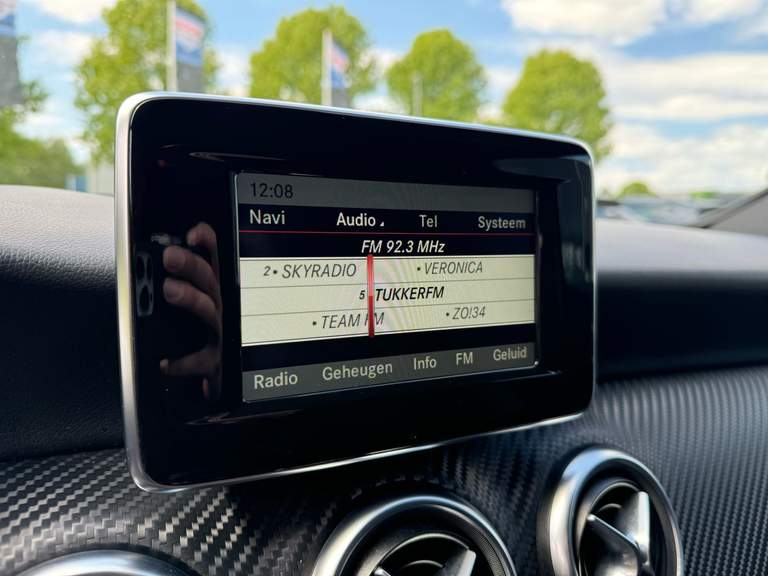 12:08
Navi Audio Tel Systeem
FM 92.3 MHz
2• SKYRADIO • VERONICA
5 TUKKERFM
• TEAM FM • ZO!34
Radio Geheugen Info FM Geluid